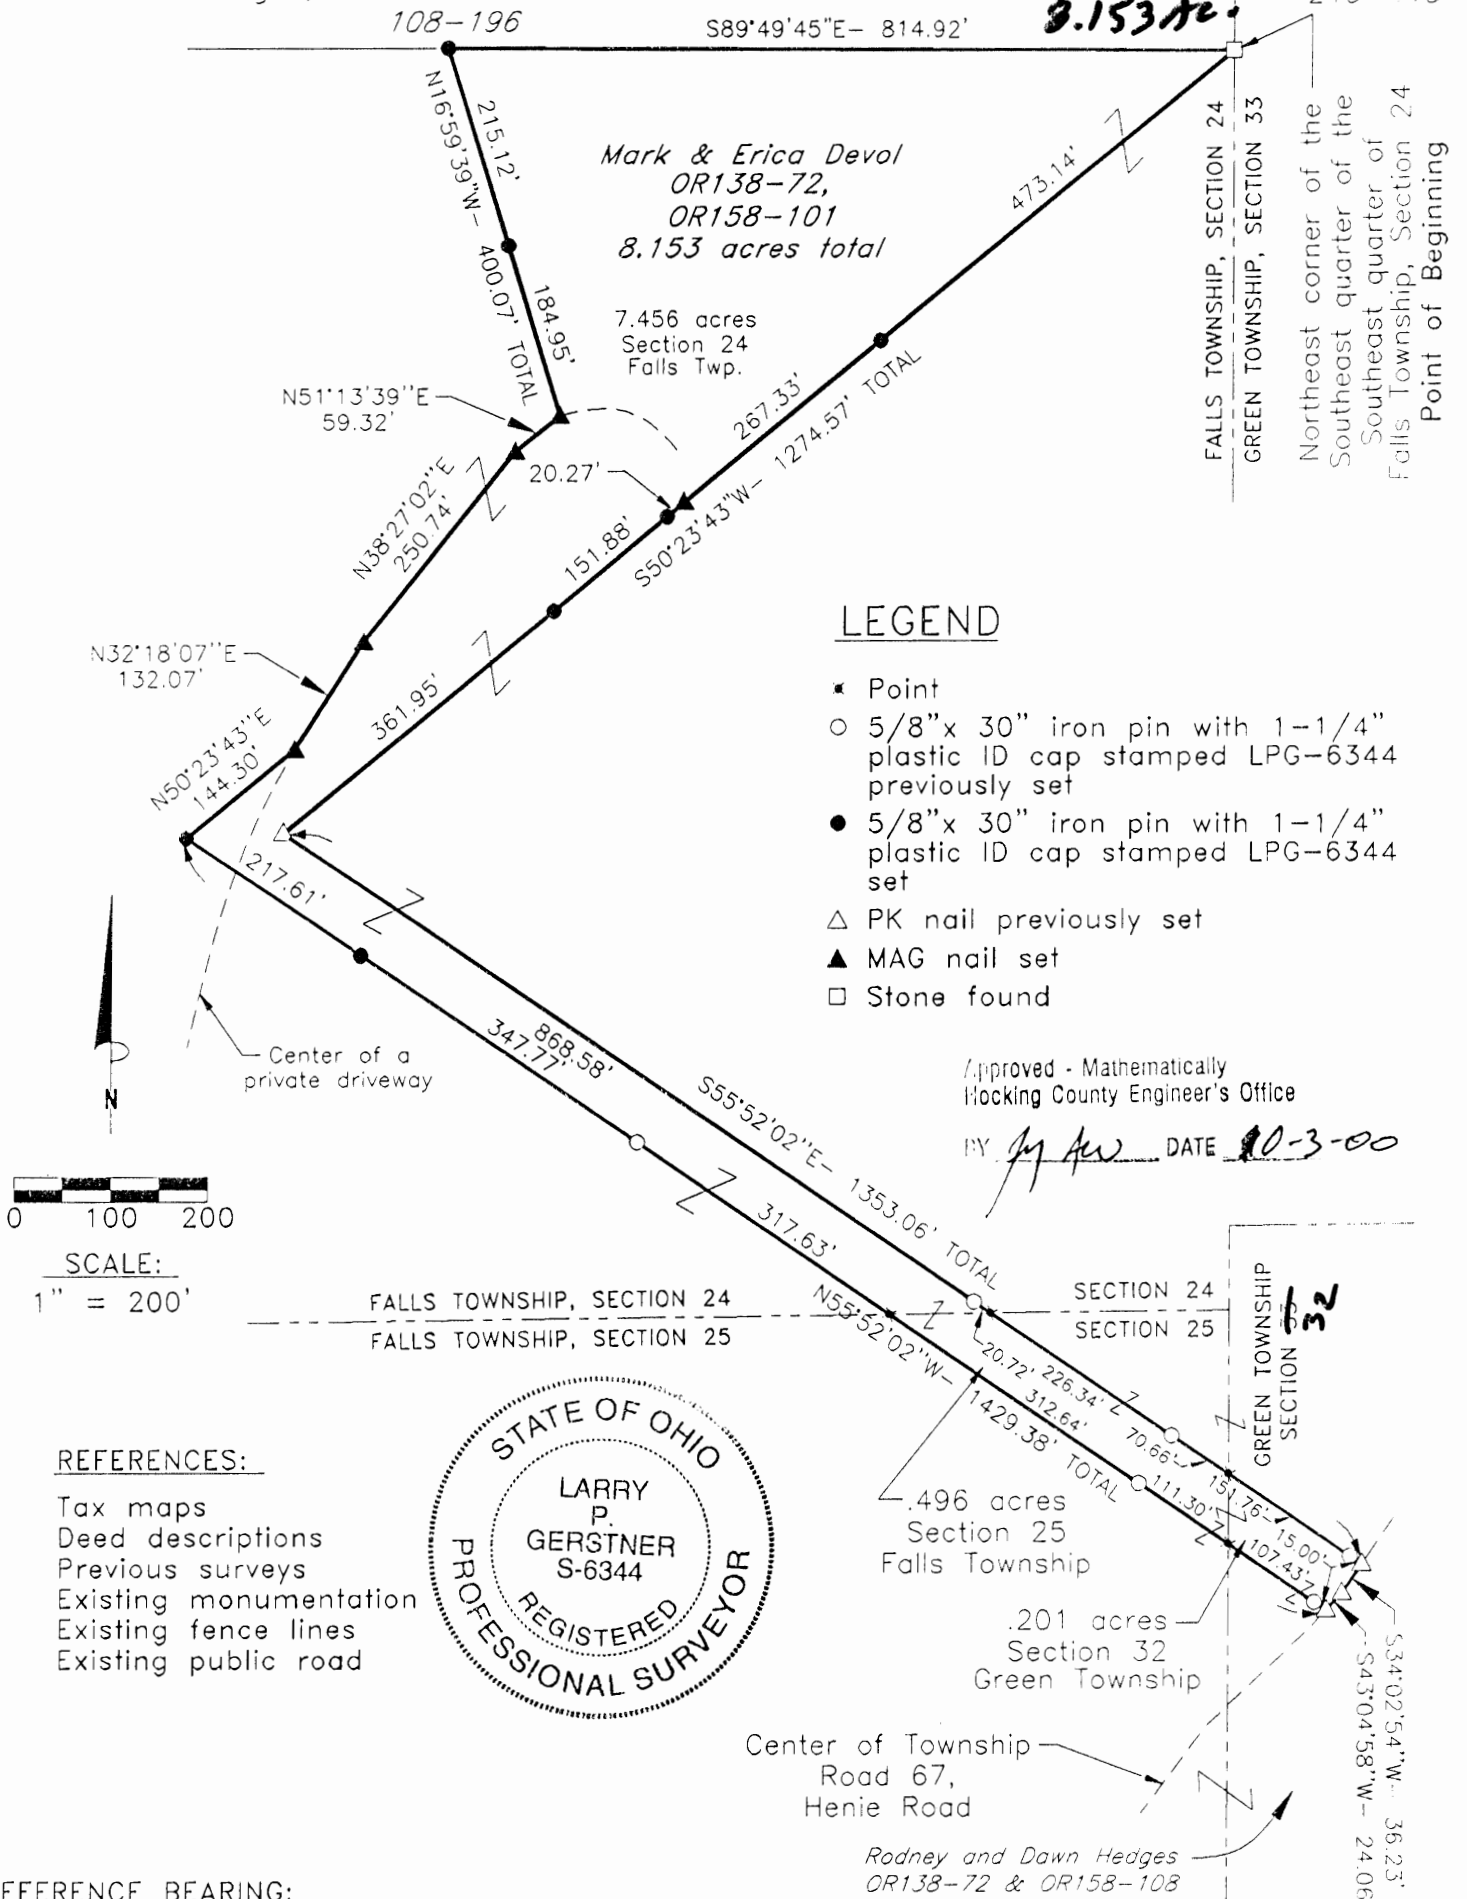 108-196
S89°49'45"E- 814.92'
8.153 Ac.
N16°59'39"W- 400.07' TOTAL
215.12'
184.95'
Mark & Erica Devol
OR138-72,
OR158-101
8.153 acres total
7.456 acres
Section 24
Falls Twp.
473.14'
FALLS TOWNSHIP, SECTION 24
GREEN TOWNSHIP, SECTION 33
Northeast corner of the
Southeast quarter of the
Southeast quarter of
Falls Township, Section 24
Point of Beginning
N51°13'39"E
59.32'
267.33'
S50°23'43"W- 1274.57' TOTAL
20.27'
N38°27'02"E
250.74'
151.88'
N32°18'07"E
132.07'
361.95'
N50°23'43"E
144.30'
217.61'
LEGEND
Point
5/8"x 30" iron pin with 1-1/4"
plastic ID cap stamped LPG-6344
previously set
5/8"x 30" iron pin with 1-1/4"
plastic ID cap stamped LPG-6344
set
PK nail previously set
MAG nail set
Stone found
N
Center of a
private driveway
868.58'
347.77'
S55°52'02"E- 1353.06' TOTAL
Approved - Mathematically
Hocking County Engineer's Office
BY DATE 10-3-00
0 100 200
SCALE:
1" = 200'
317.63'
FALLS TOWNSHIP, SECTION 24
FALLS TOWNSHIP, SECTION 25
N55°52'02"W- 1429.38' TOTAL
SECTION 24
SECTION 25
GREEN TOWNSHIP
SECTION
32
20.72'
226.34'
312.64'
70.66'
111.30'
151.76'
15.00'
107.43'
REFERENCES:
Tax maps
Deed descriptions
Previous surveys
Existing monumentation
Existing fence lines
Existing public road
STATE OF OHIO
LARRY
P.
GERSTNER
S-6344
REGISTERED
PROFESSIONAL SURVEYOR
.496 acres
Section 25
Falls Township
.201 acres
Section 32
Green Township
S34°02'54"W- 36.23'
S43°04'58"W- 24.06
Center of Township
Road 67,
Henie Road
Rodney and Dawn Hedges
OR138-72 & OR158-108
BEARING: